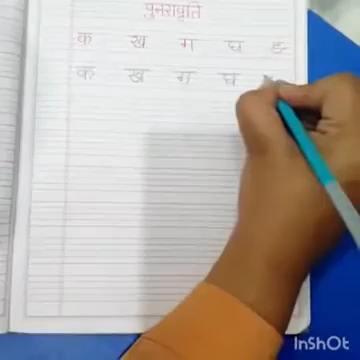 पुनरावृति
क ख ग घ ङ
क ख ग घ
InShOt